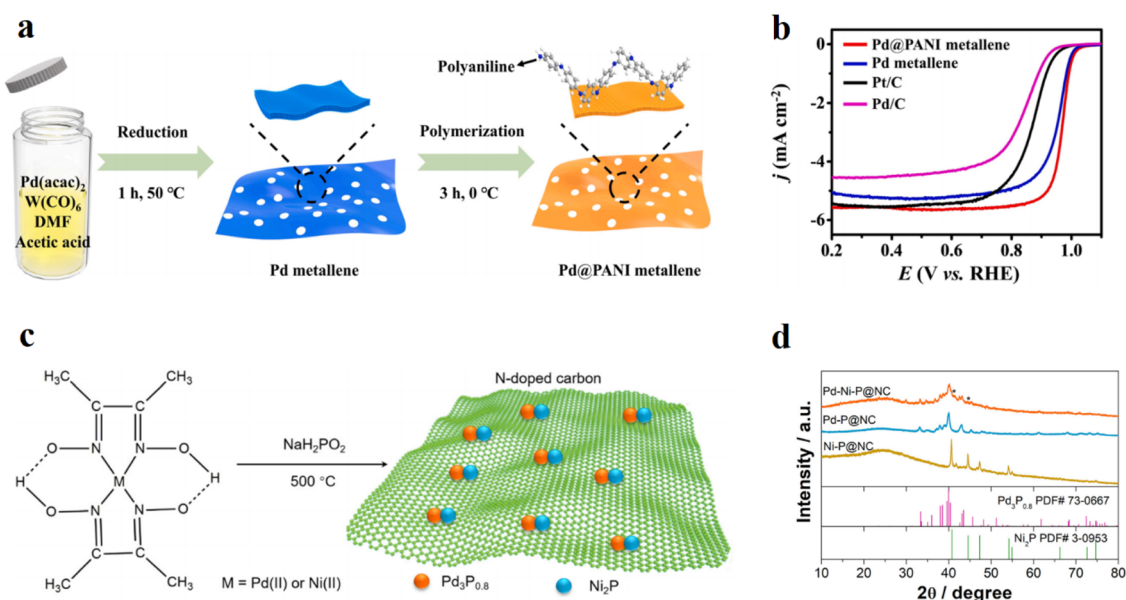 a
Pd(acac)₂
W(CO)₆
DMF
Acetic acid
Reduction
1 h, 50 ℃
Pd metallene
Polymerization
3 h, 0 ℃
Polyaniline
Pd@PANI metallene
b
Pd@PANI metallene
Pd metallene
Pt/C
Pd/C
j (mA cm⁻²)
0
-2
-4
-6
0.2 0.4 0.6 0.8 1.0
E (V vs. RHE)
c
H₃C CH₃
C C
O N N O
H M H
O N N O
C C
H₃C CH₃
M = Pd(II) or Ni(II)
NaH₂PO₂
500 °C
N-doped carbon
Pd₃P₀.₈ Ni₂P
d
Intensity / a.u.
Pd-Ni-P@NC
* *
Pd-P@NC
Ni-P@NC
Pd₃P₀.₈ PDF# 73-0667
Ni₂P PDF# 3-0953
10 20 30 40 50 60 70 80
2θ / degree